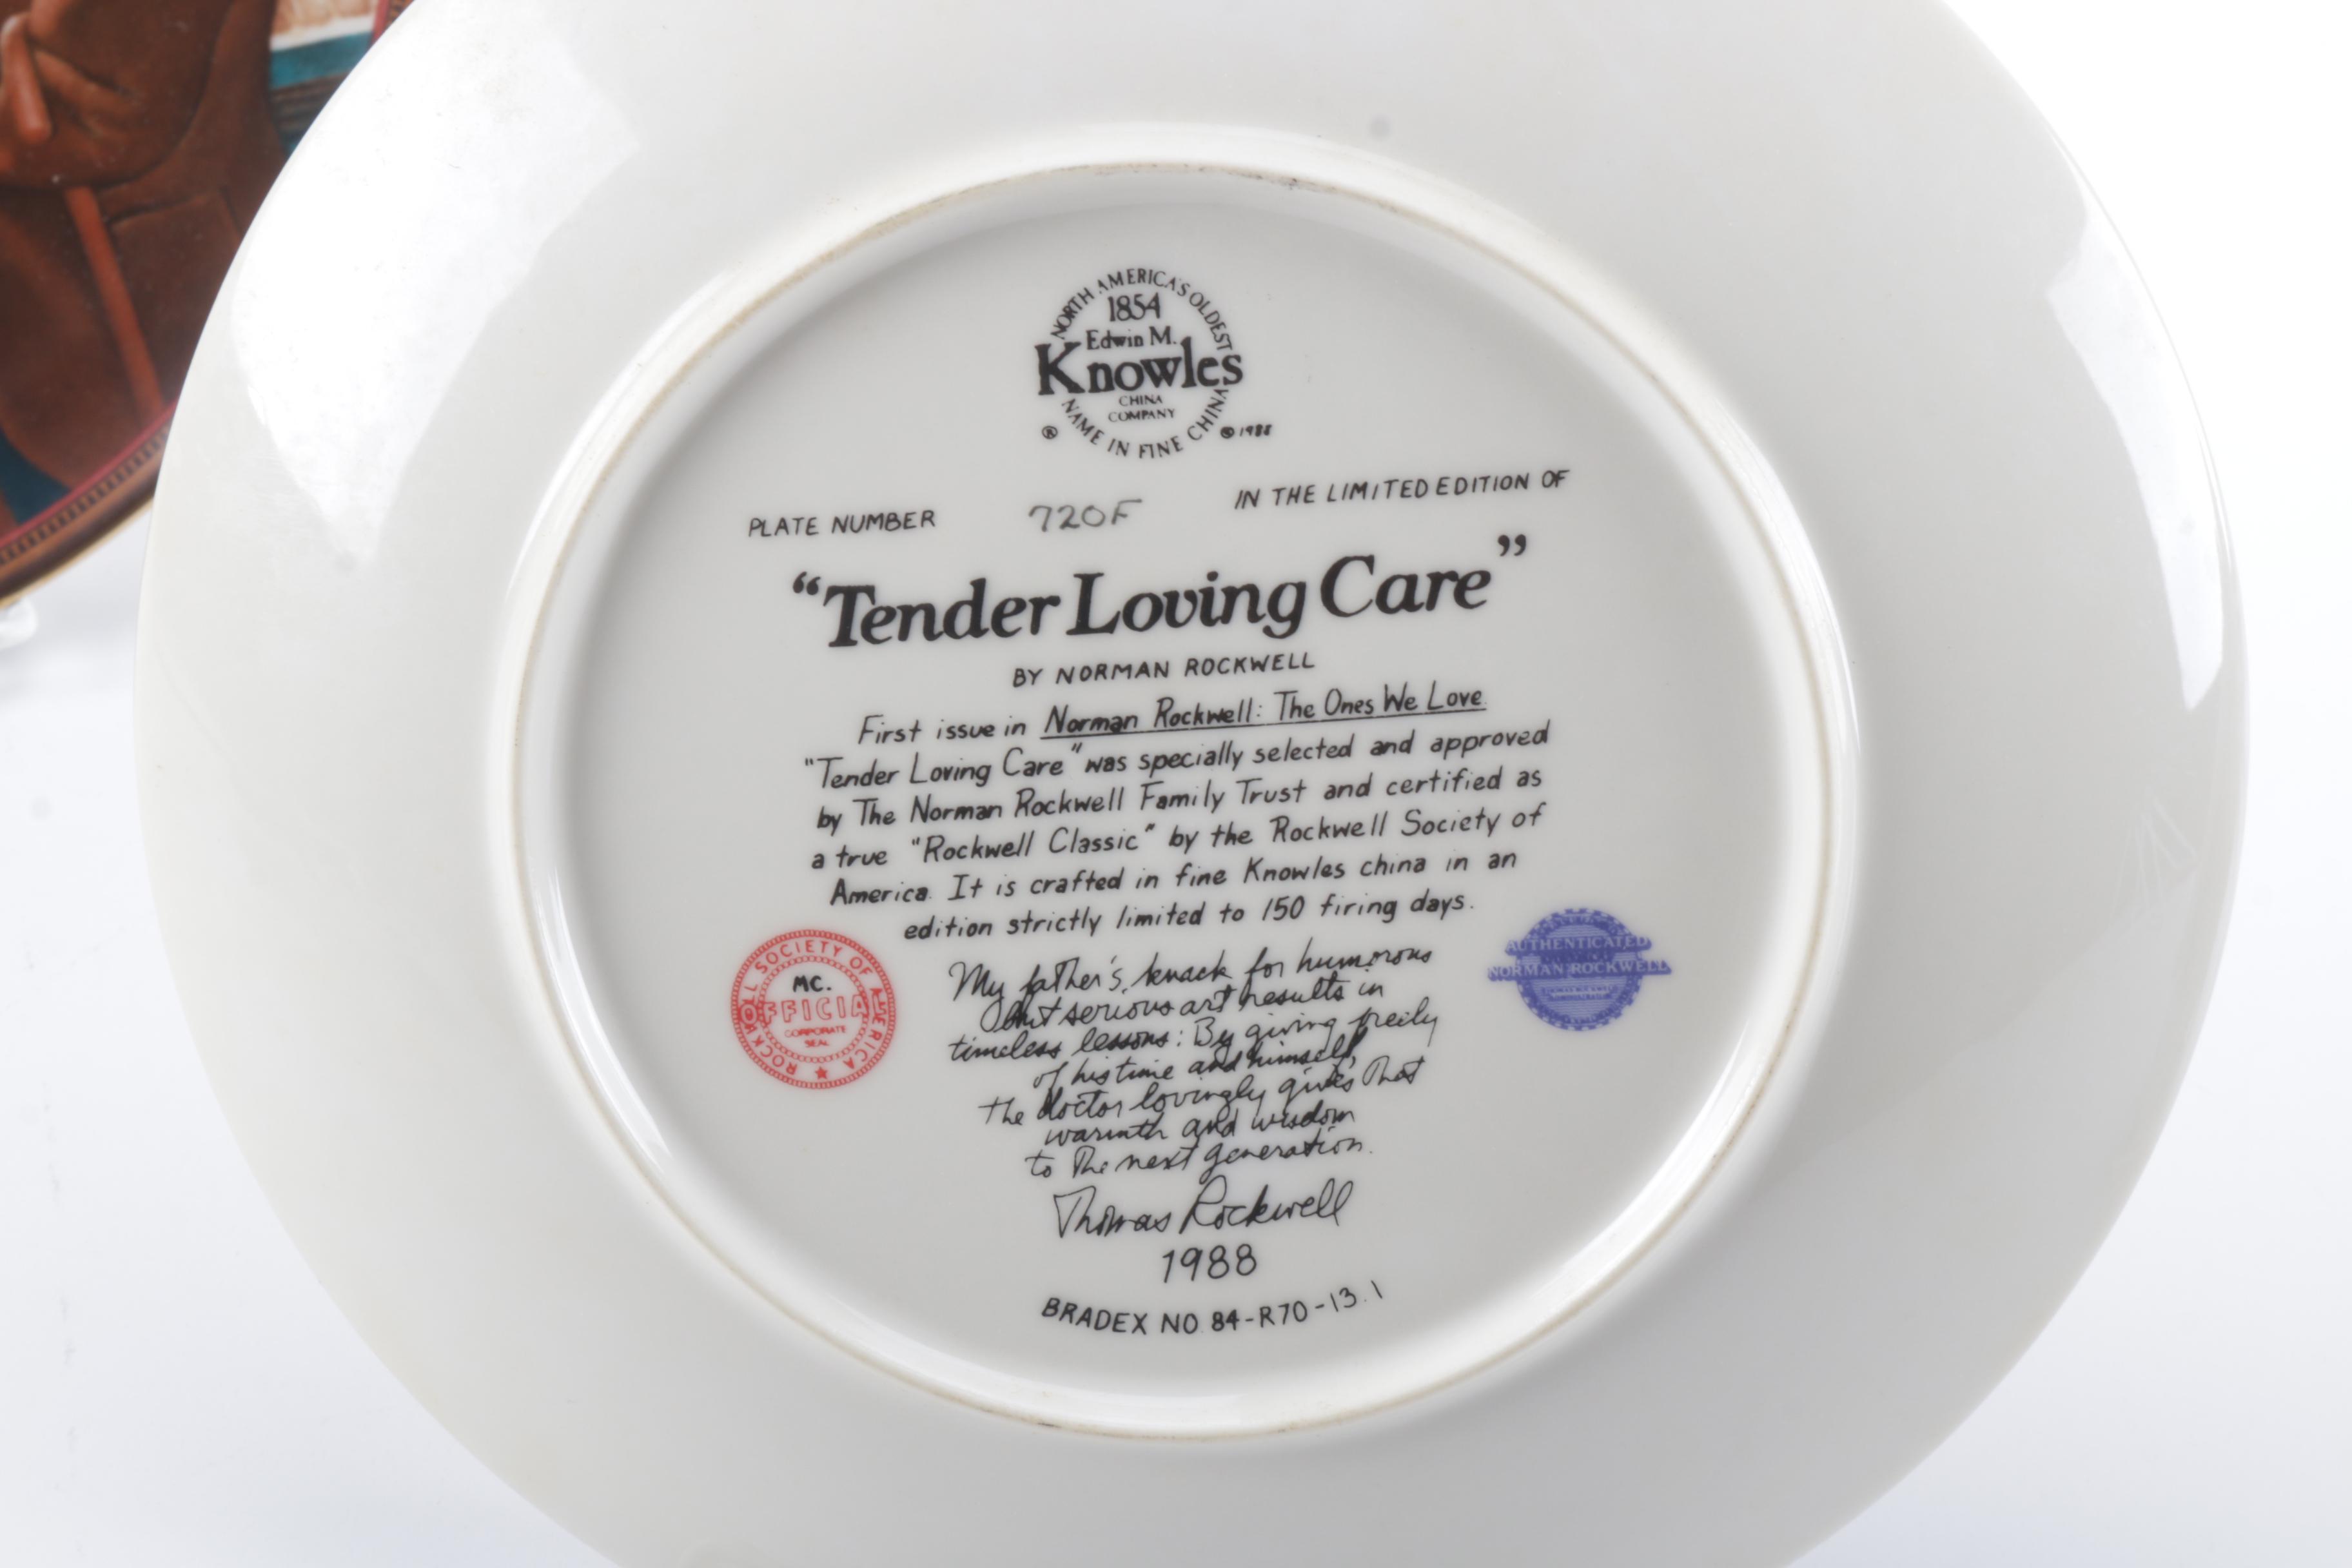 NORTH AMERICA'S OLDEST
1854
Edwin M.
Knowles
CHINA
COMPANY
NAME IN FINE CHINA
® © 1988
PLATE NUMBER 720F IN THE LIMITED EDITION OF
“Tender Loving Care”
BY NORMAN ROCKWELL
First issue in Norman Rockwell: The Ones We Love.
"Tender Loving Care" was specially selected and approved
by The Norman Rockwell Family Trust and certified as
a true "Rockwell Classic" by the Rockwell Society of
America. It is crafted in fine Knowles china in an
edition strictly limited to 150 firing days.
ROCKWELL SOCIETY OF AMERICA
MC.
OFFICIAL
CORPORATE
SEAL
AUTHENTICATED
NORMAN ROCKWELL
My father's knack for humorous
but serious art results in
timeless lessons: By giving freely
of his time and himself,
the doctor lovingly gives that
warmth and wisdom
to the next generation.
Thomas Rockwell
1988
BRADEX NO. 84-R70-13.1